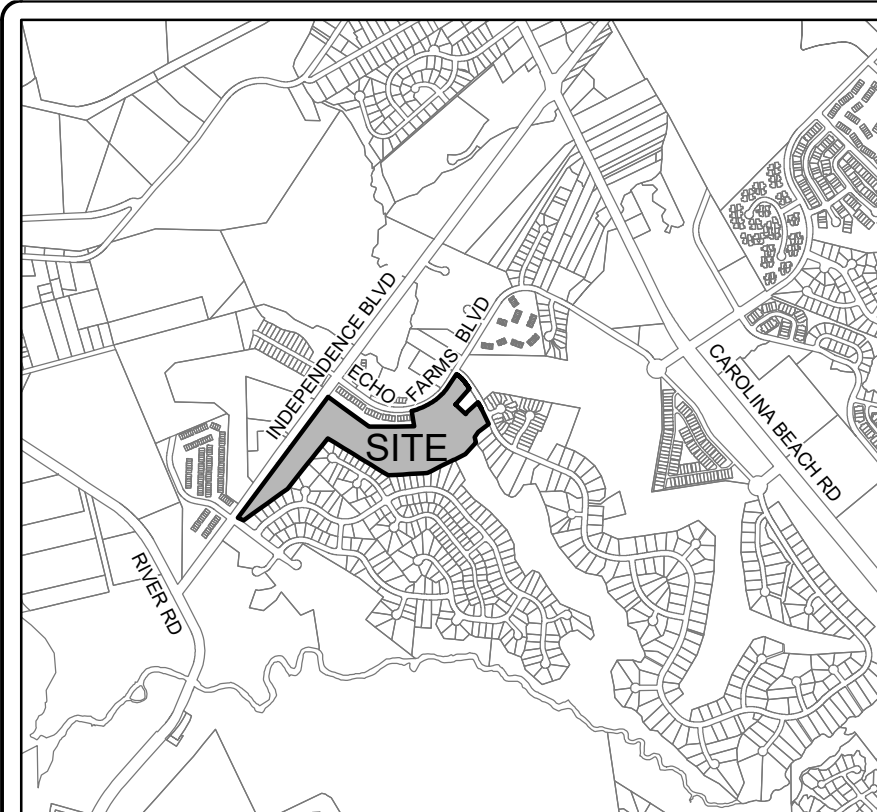 INDEPENDENCE BLVD
ECHO FARMS BLVD
CAROLINA BEACH RD
SITE
RIVER RD